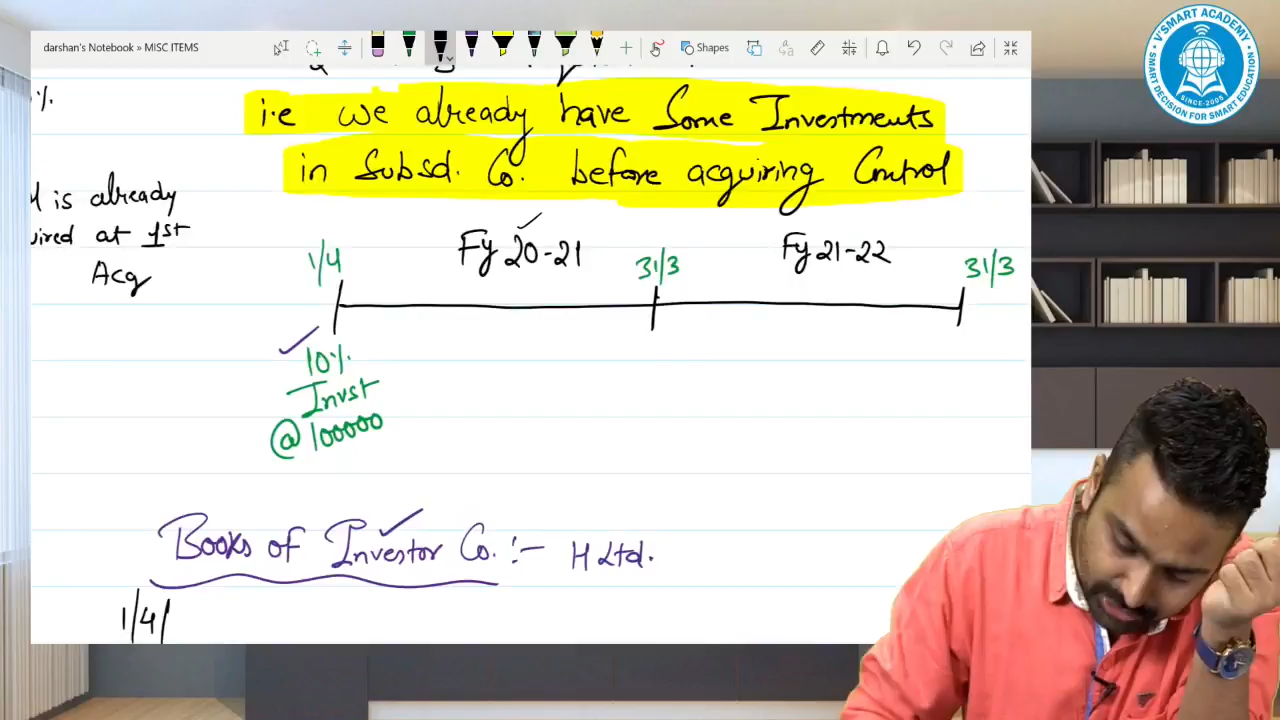 darshan's Notebook » MISC ITEMS
Shapes
V'SMART ACADEMY
SINCE-2005
SMART DECISION FOR SMART EDUCATION
%.
i.e we already have Some Investments
in Subsd. Co. before acquiring Control
is already
at 1st
Acq
Fy 20-21
Fy 21-22
1/4
31/3
31/3
10%
Invst
@ 100000
Books of Investor Co. :- H Ltd.
1/4/